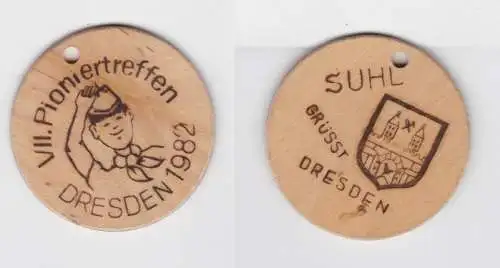 VII. Pioniertreffen
DRESDEN 1982
SUHL
GRÜSST
DRESDEN